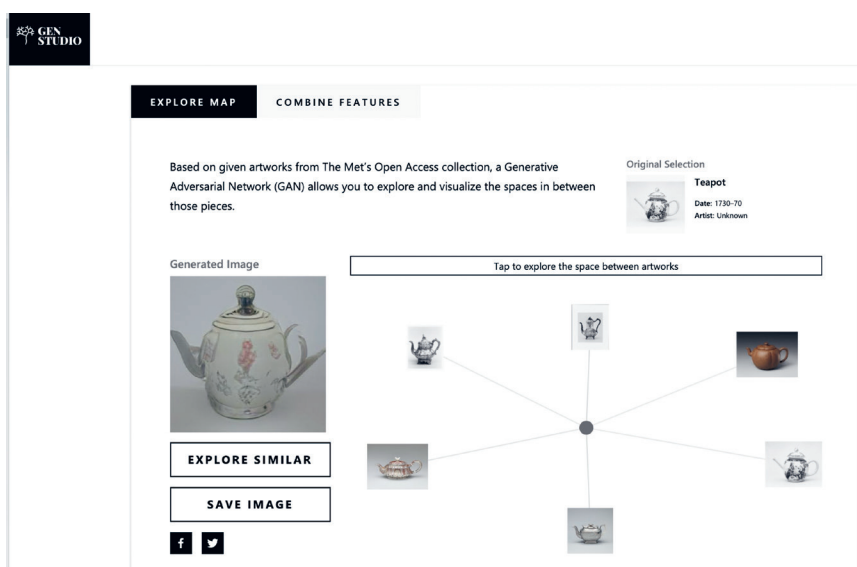 GEN
STUDIO
EXPLORE MAP
COMBINE FEATURES
Based on given artworks from The Met's Open Access collection, a Generative
Adversarial Network (GAN) allows you to explore and visualize the spaces in between
those pieces.
Original Selection
Teapot
Date: 1730–70
Artist: Unknown
Generated Image
Tap to explore the space between artworks
EXPLORE SIMILAR
SAVE IMAGE